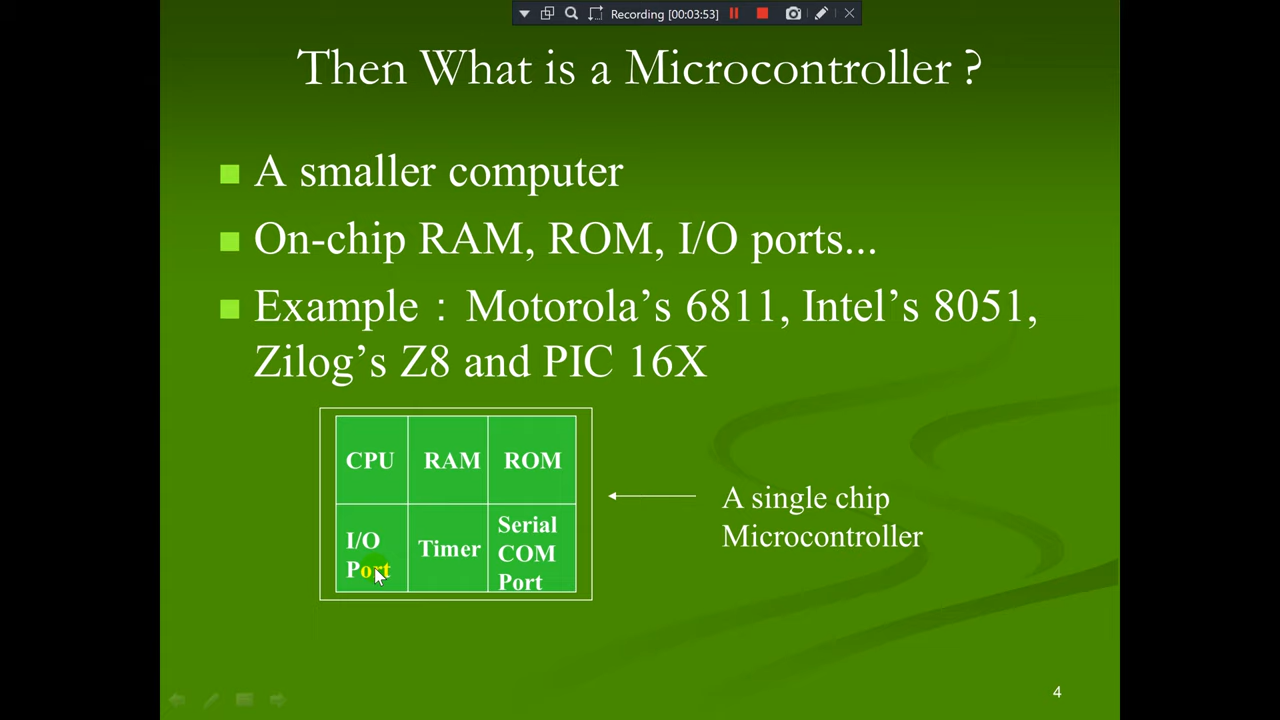 Recording [00:03:53]
Then What is a Microcontroller ?
A smaller computer
On-chip RAM, ROM, I/O ports...
Example : Motorola’s 6811, Intel’s 8051,
Zilog’s Z8 and PIC 16X
CPU RAM ROM
I/O
Port
Timer
Serial
COM
Port
A single chip
Microcontroller
4